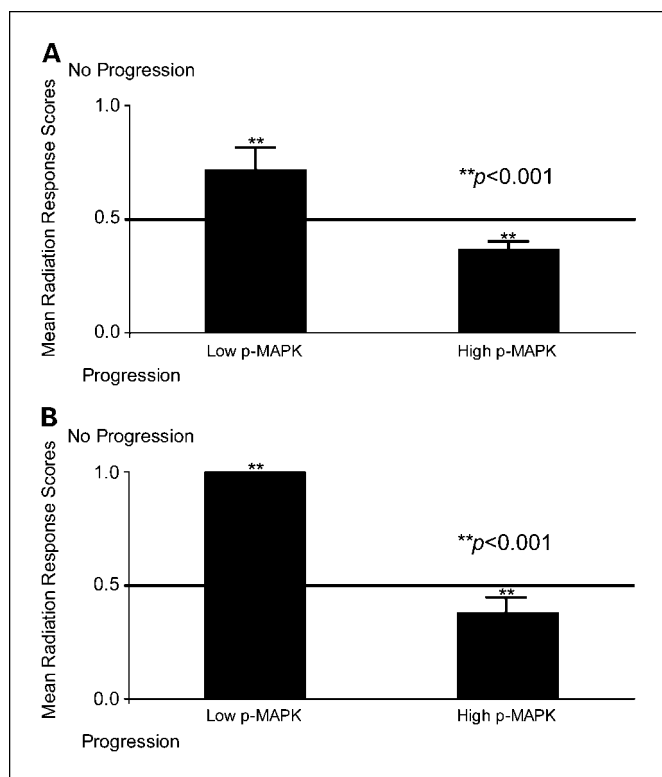 A
No Progression
Mean Radiation Response Scores
1.0
**
**p<0.001
0.5
**
0.0
Low p-MAPK
High p-MAPK
Progression
B
No Progression
Mean Radiation Response Scores
1.0
**
**p<0.001
0.5
**
0.0
Low p-MAPK
High p-MAPK
Progression